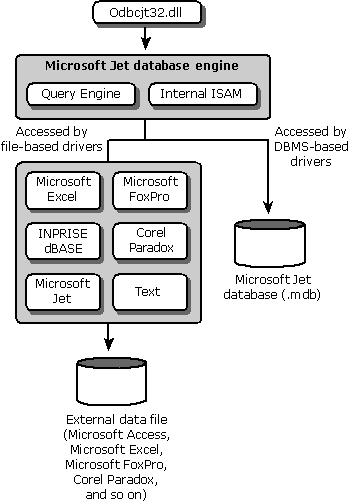 Odbcjt32.dll
Microsoft Jet database engine
Query Engine
Internal ISAM
Accessed by
file-based drivers
Accessed by
DBMS-based
drivers
Microsoft
Excel
Microsoft
FoxPro
INPRISE
dBASE
Corel
Paradox
Microsoft
Jet
Text
Microsoft Jet
database (.mdb)
External data file
(Microsoft Access,
Microsoft Excel,
Microsoft FoxPro,
Corel Paradox,
and so on)